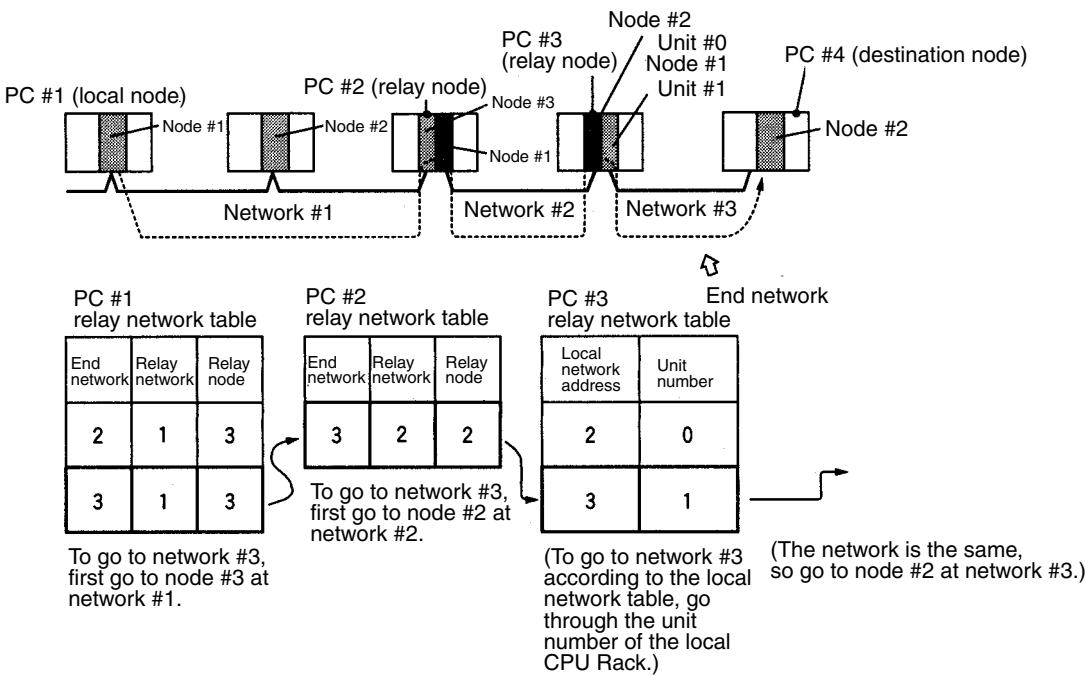 Node #2
PC #3
(relay node)
Unit #0
Node #1
Unit #1
PC #4 (destination node)
PC #1 (local node)
PC #2 (relay node)
Node #1
Node #2
Node #3
Node #1
Node #2
Network #1
Network #2
Network #3
End network
PC #1
relay network table
End
network
Relay
network
Relay
node
2 1 3
3 1 3
To go to network #3,
first go to node #3 at
network #1.
PC #2
relay network table
End
network
Relay
network
Relay
node
3 2 2
To go to network #3,
first go to node #2 at
network #2.
PC #3
relay network table
Local
network
address
Unit
number
2 0
3 1
(To go to network #3
according to the local
network table, go
through the unit
number of the local
CPU Rack.)
(The network is the same,
so go to node #2 at network #3.)